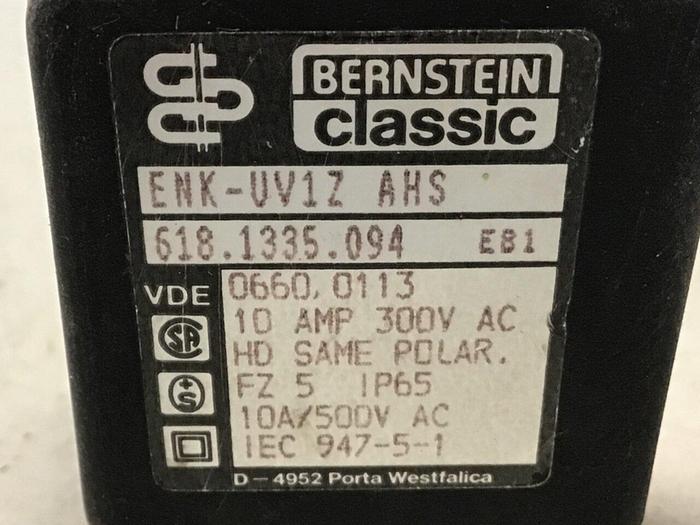 BERNSTEIN
classic
ENK-UV1Z AHS
618.1335.094 E81
VDE 0660, 0113
10 AMP 300V AC
HD SAME POLAR.
FZ 5 IP65
10A/500V AC
IEC 947-5-1
SA
+S
D - 4952 Porta Westfalica